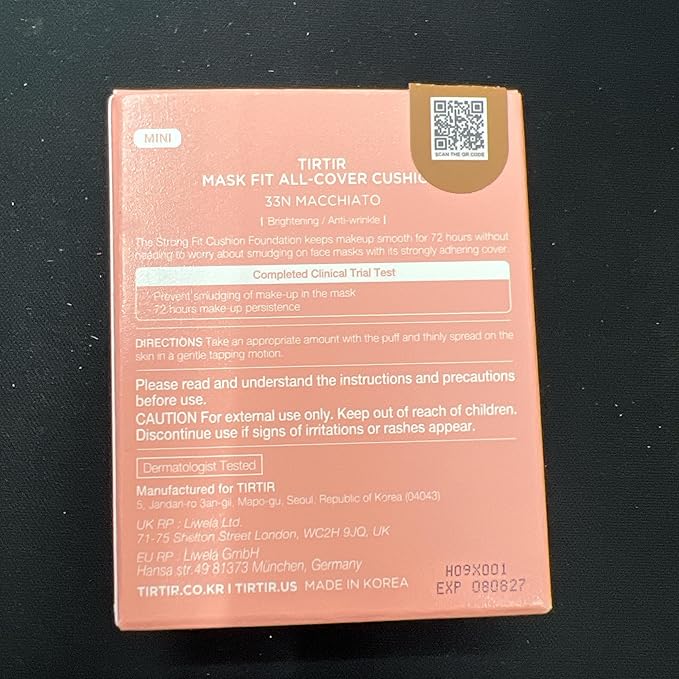 SCAN THE QR CODE
MINI
TIRTIR
MASK FIT ALL-COVER CUSHIO
33N MACCHIATO
| Brightening / Anti-wrinkle |
The Strong Fit Cushion Foundation keeps makeup smooth for 72 hours without
needing to worry about smudging on face masks with its strongly adhering cover.
Completed Clinical Trial Test
Prevent smudging of make-up in the mask
72 hours make-up persistence
DIRECTIONS Take an appropriate amount with the puff and thinly spread on the
skin in a gentle tapping motion.
Please read and understand the instructions and precautions
before use.
CAUTION For external use only. Keep out of reach of children.
Discontinue use if signs of irritations or rashes appear.
Dermatologist Tested
Manufactured for TIRTIR
5, Jandari-ro 3an-gil, Mapo-gu, Seoul, Republic of Korea (04043)
UK RP : Liwela Ltd.
71-75 Shelton Street London, WC2H 9JQ, UK
EU RP : Liwela GmbH
Hansa str.49 81373 München, Germany
TIRTIR.CO.KR | TIRTIR.US MADE IN KOREA
H09X001
EXP 080827